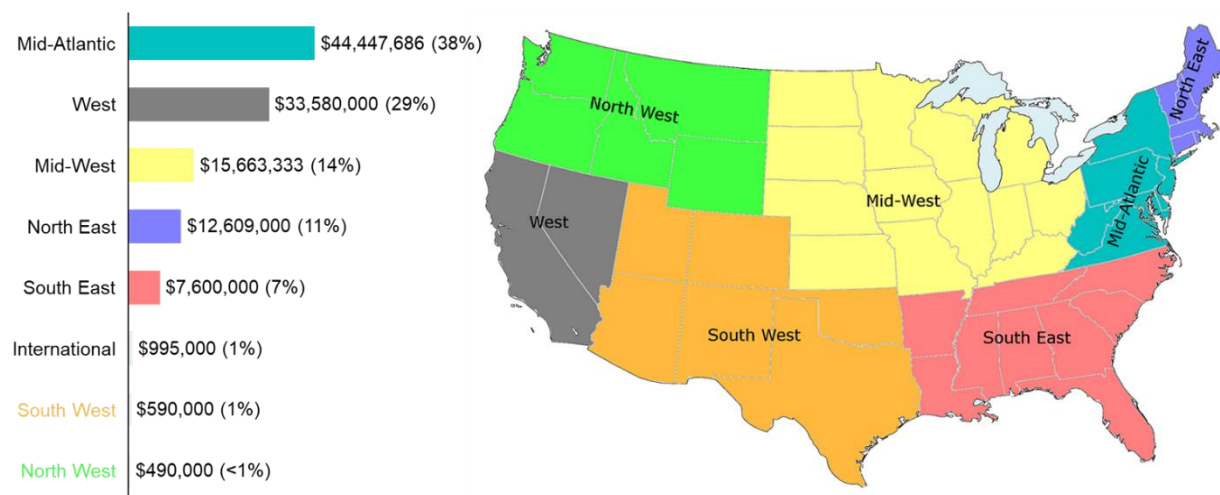 Mid-Atlantic $44,447,686 (38%)
West $33,580,000 (29%)
Mid-West $15,663,333 (14%)
North East $12,609,000 (11%)
South East $7,600,000 (7%)
International $995,000 (1%)
South West $590,000 (1%)
North West $490,000 (<1%)
North East
North West
Mid-Atlantic
Mid-West
West
South West
South East